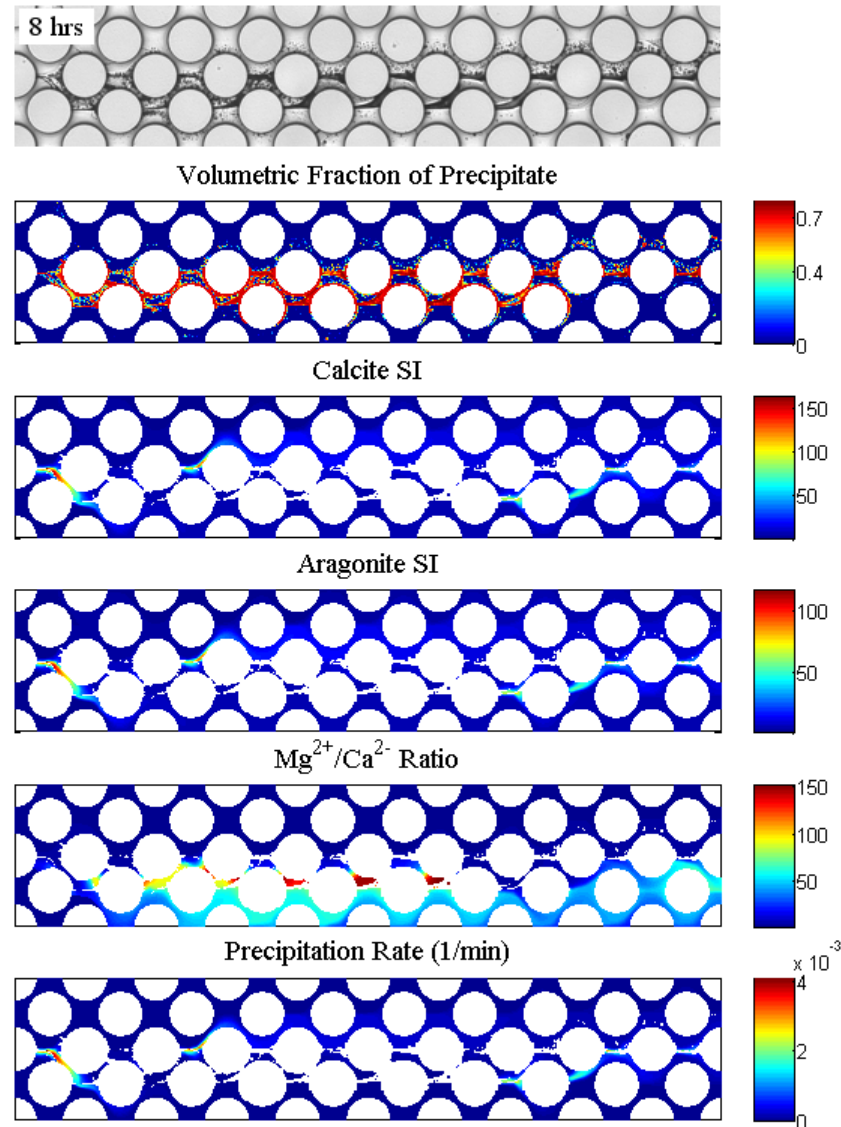 8 hrs
Volumetric Fraction of Precipitate
0.7
0.4
0
Calcite SI
150
100
50
Aragonite SI
100
50
0
Mg²⁺/Ca²⁻ Ratio
150
100
50
Precipitation Rate (1/min)
x 10⁻³
4
2
0